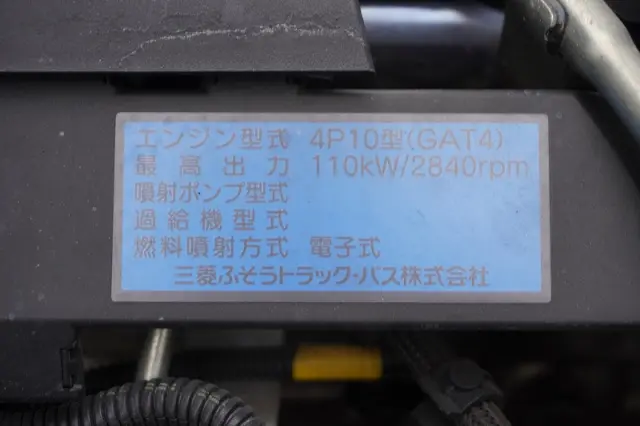 エンジン型式 4P10型(GAT4)
最高出力 110kW/2840rpm
噴射ポンプ型式
過給機型式
燃料噴射方式 電子式
三菱ふそうトラック・バス株式会社